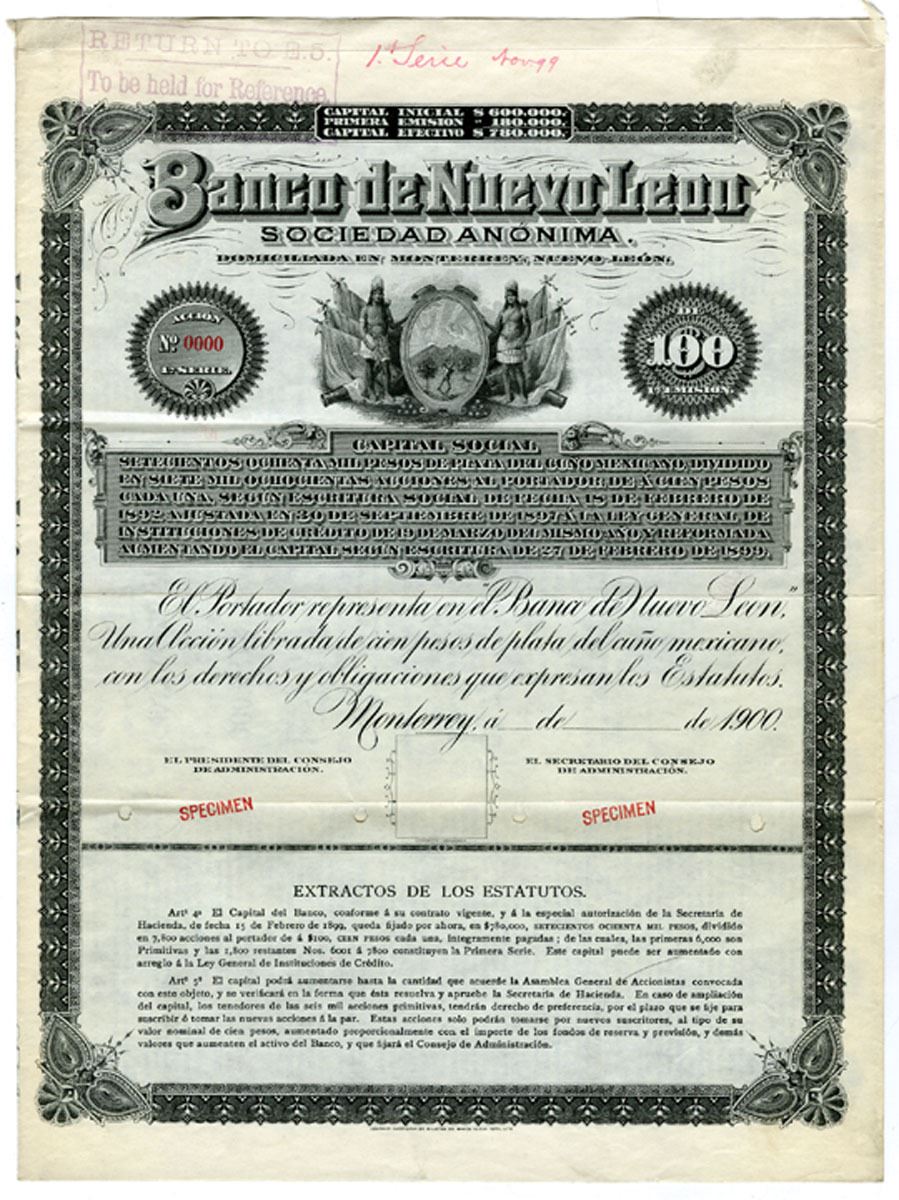 RETURN TO E.5.
To be held for Reference.
1ª Serie Nov 99
CAPITAL INICIAL $ 600.000.
PRIMERA EMISION " 180.000.
CAPITAL EFECTIVO $ 780.000.
Banco de Nuevo Leon
SOCIEDAD ANÓNIMA.
DOMICILIADA EN MONTERREY, NUEVO LEÓN.
ACCION
Nº 0000
1ª SERIE.
DE
100
1ª EMISION.
CAPITAL SOCIAL
SETECIENTOS OCHENTA MIL PESOS DE PLATA DEL CUÑO MEXICANO, DIVIDIDO
EN SIETE MIL OCHOCIENTAS ACCIONES AL PORTADOR DE Á CIEN PESOS
CADA UNA, SEGÚN ESCRITURA SOCIAL DE FECHA 18 DE FEBRERO DE
1892 AJUSTADA EN 30 DE SEPTIEMBRE DE 1897 Á LA LEY GENERAL DE
INSTITUCIONES DE CRÉDITO DE 19 DE MARZO DEL MISMO AÑO Y REFORMADA
AUMENTANDO EL CAPITAL SEGÚN ESCRITURA DE 27 DE FEBRERO DE 1899.
El Portador representa en "el Banco de Nuevo Leon,"
Una Acción librada de cien pesos de plata del cuño mexicano,
con los derechos y obligaciones que expresan los Estatutos.
Monterrey, á ___ de ___________ de 1900.
EL PRESIDENTE DEL CONSEJO
DE ADMINISTRACIÓN.
EL SECRETARIO DEL CONSEJO
DE ADMINISTRACIÓN.
SPECIMEN
SPECIMEN
EXTRACTOS DE LOS ESTATUTOS.
Artº 4º El Capital del Banco, conforme á su contrato vigente, y á la especial autorización de la Secretaría de
Hacienda, de fecha 15 de Febrero de 1899, queda fijado por ahora, en $780,000, SETECIENTOS OCHENTA MIL PESOS, dividido
en 7,800 acciones al portador de á $100, CIEN PESOS cada una, íntegramente pagadas; de las cuales, las primeras 6,000 son
Primitivas y las 1,800 restantes Nos. 6001 á 7800 constituyen la Primera Serie. Este capital puede ser aumentado con
arreglo á la Ley General de Instituciones de Crédito.
Artº 5º El capital podrá aumentarse hasta la cantidad que acuerde la Asamblea General de Accionistas convocada
con este objeto, y se verificará en la forma que ésta resuelva y apruebe la Secretaría de Hacienda. En caso de ampliación
del capital, los tenedores de las seis mil acciones primitivas, tendrán derecho de preferencia, por el plazo que se fije para
suscribir ó tomar las nuevas acciones á la par. Estas acciones solo podrán tomarse por nuevos suscritores, al tipo de su
valor nominal de cien pesos, aumentado proporcionalmente con el importe de los fondos de reserva y previsión, y demás
valores que aumenten el activo del Banco, y que fijará el Consejo de Administración.